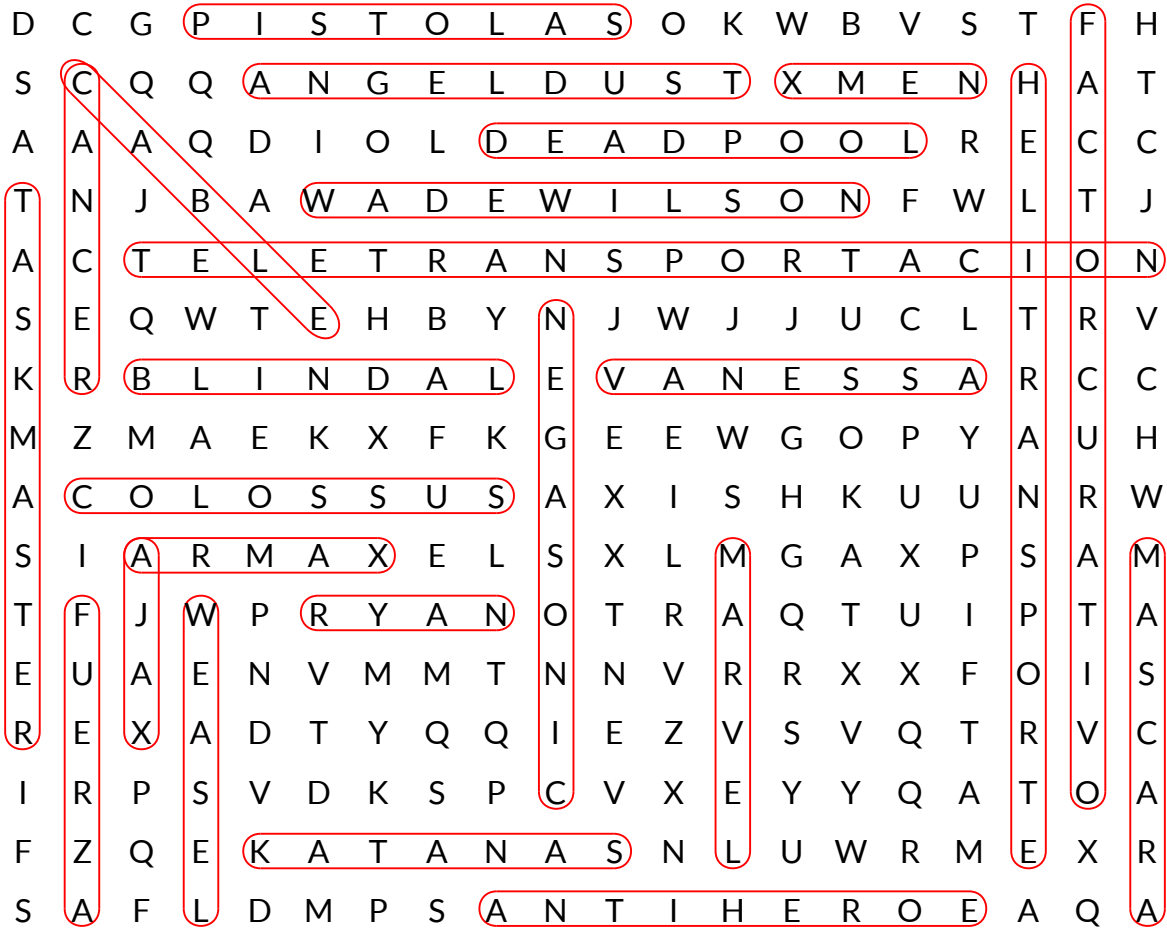 D C G P I S T O L A S O K W B V S T F H
S C Q Q A N G E L D U S T X M E N H A T
A A A Q D I O L D E A D P O O L R E C C
T N J B A W A D E W I L S O N F W L T J
A C T E L E T R A N S P O R T A C I O N
S E Q W T E H B Y N J W J J U C L T R V
K R B L I N D A L E V A N E S S A R C C
M Z M A E K X F K G E E W G O P Y A U H
A C O L O S S U S A X I S H K U U N R W
S I A R M A X E L S X L M G A X P S A M
T F J W P R Y A N O T R A Q T U I P T A
E U A E N V M M T N N V R R X X F O I S
R E X A D T Y Q Q I E Z V S V Q T R V C
I R P S V D K S P C V X E Y Y Q A T O A
F Z Q E K A T A N A S N L U W R M E X R
S A F L D M P S A N T I H E R O E A Q A